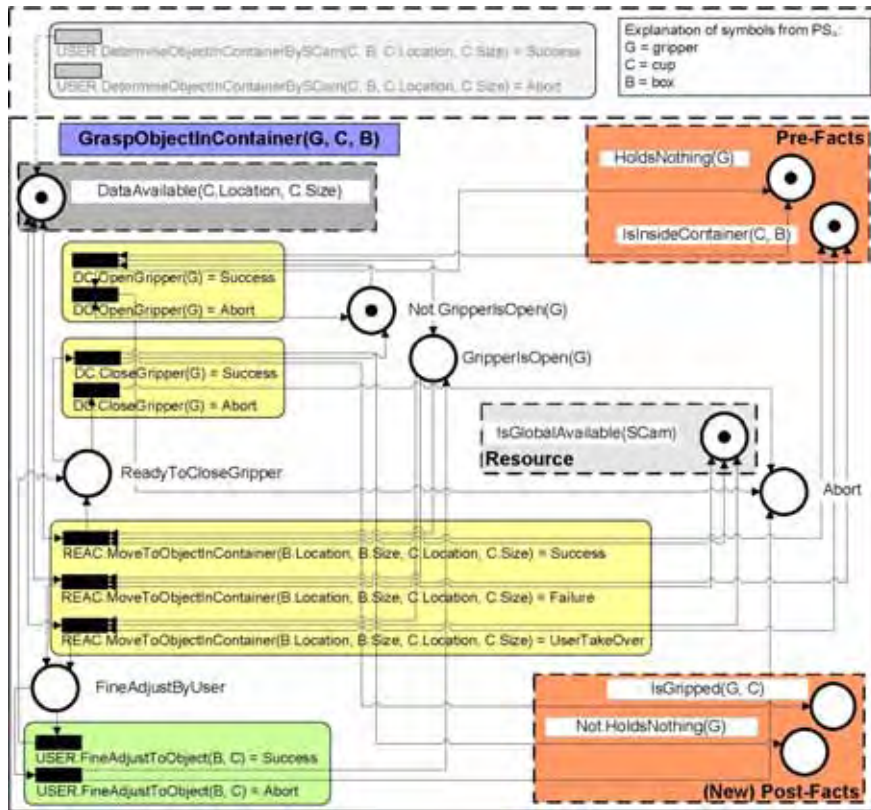 USER.DetermineObjectInContainerBySCam(C, B, C.Location, C.Size) = Success
USER.DetermineObjectInContainerBySCam(C, B, C.Location, C.Size) = Abort
Explanation of symbols from
G = gripper
C = cup
B = box
GraspObjectInContainer(G, C, B)
Pre-Facts
HoldsNothing(G)
DataAvailable(C.Location, C.Size)
IsInsideContainer(C, B)
DC.OpenGripper(G) = Success
DC.OpenGripper(G) = Abort
Not.GripperIsOpen(G)
GripperIsOpen(G)
DC.CloseGripper(G) = Success
DC.CloseGripper(G) = Abort
IsGlobalAvailable(SCam)
Resource
ReadyToCloseGripper
Abort
REAC.MoveToObjectInContainer(B.Location, B.Size, C.Location, C.Size) = Success
REAC.MoveToObjectInContainer(B.Location, B.Size, C.Location, C.Size) = Failure
REAC.MoveToObjectInContainer(B.Location, B.Size, C.Location, C.Size) = UserTakeOver
FineAdjustByUser
IsGripped(G, C)
Not.HoldsNothing(G)
USER.FineAdjustToObject(B, C) = Success
USER.FineAdjustToObject(B, C) = Abort
(New) Post-Facts